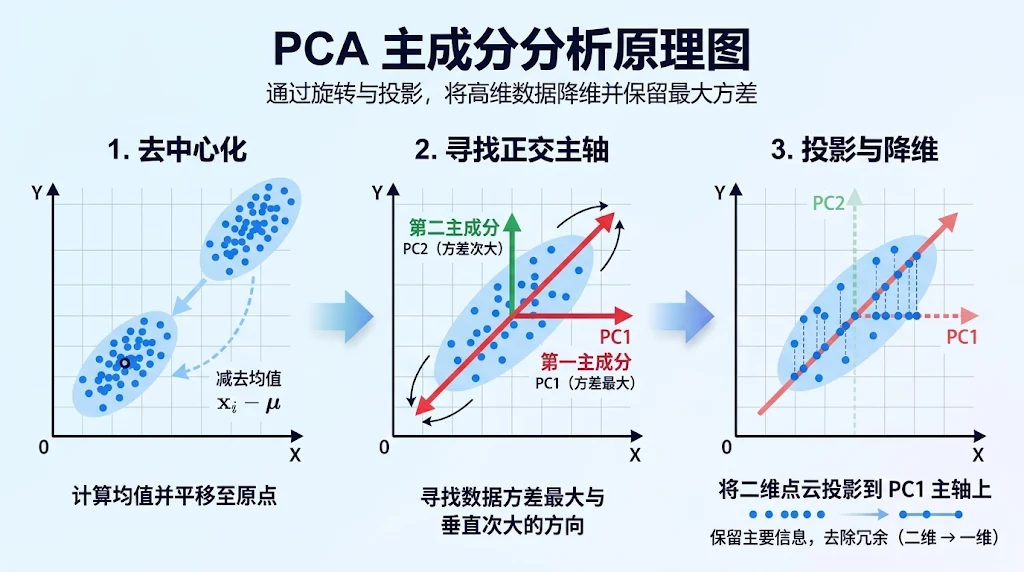 PCA 主成分分析原理图
通过旋转与投影，将高维数据降维并保留最大方差
1. 去中心化
Y
减去均值
x_i − μ
0
X
计算均值并平移至原点
2. 寻找正交主轴
Y
第二主成分
PC2（方差次大）
PC1
第一主成分
PC1（方差最大）
0
X
寻找数据方差最大与
垂直次大的方向
3. 投影与降维
Y
PC2
PC1
0
X
将二维点云投影到 PC1 主轴上
保留主要信息，去除冗余（二维 → 一维）